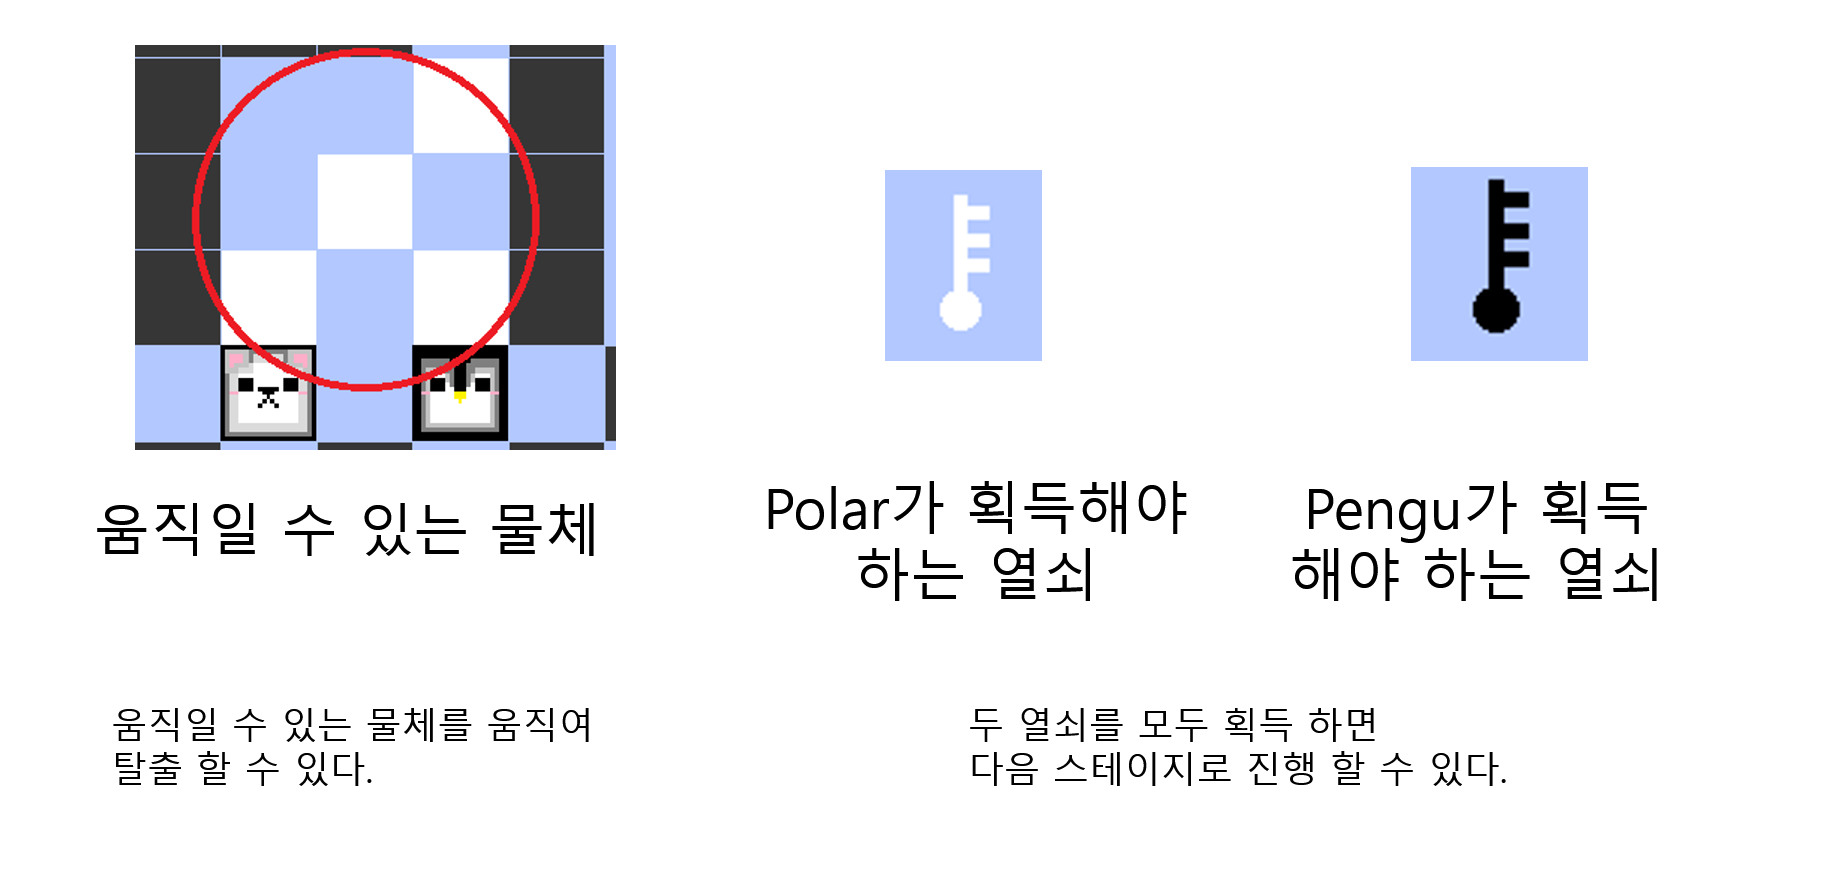 움직일 수 있는 물체
Polar가 획득해야
하는 열쇠
Pengu가 획득
해야 하는 열쇠
움직일 수 있는 물체를 움직여
탈출 할 수 있다.
두 열쇠를 모두 획득 하면
다음 스테이지로 진행 할 수 있다.